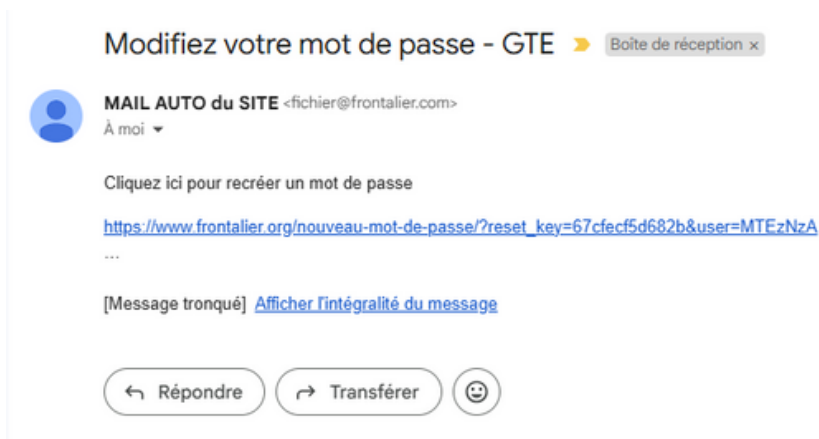 Modifiez votre mot de passe - GTE Boîte de réception ×
MAIL AUTO du SITE <fichier@frontalier.com>
À moi
Cliquez ici pour recréer un mot de passe
https://www.frontalier.org/nouveau-mot-de-passe/?reset_key=67cfecf5d682b&user=MTEzNzA
...
[Message tronqué] Afficher l'intégralité du message
Répondre Transférer